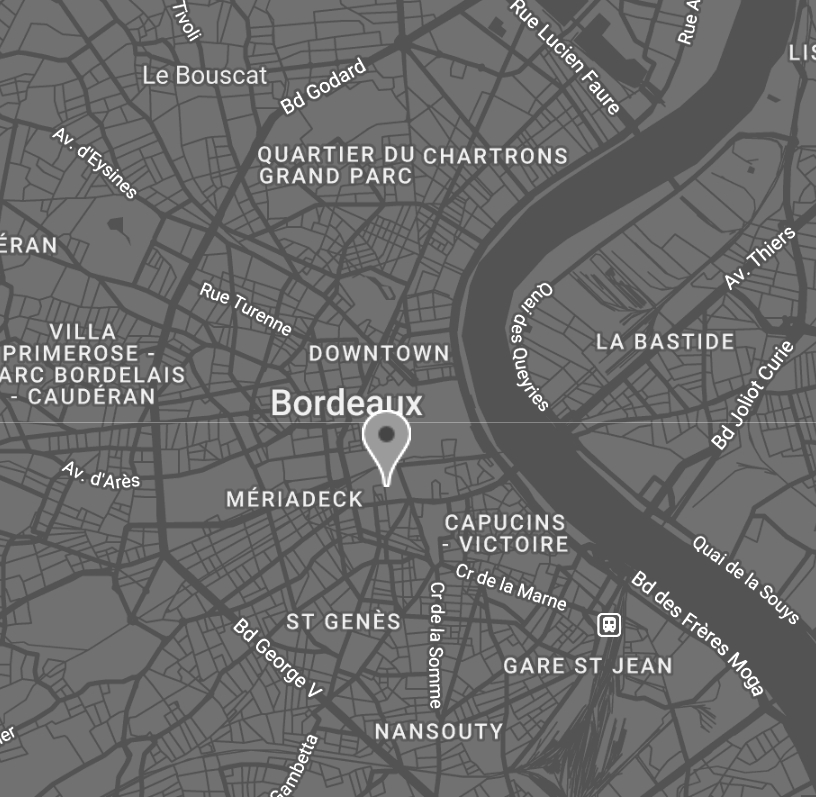 Tivoli
Rue Lucien Faure
Rue A
LIS
Le Bouscat
Bd Godard
Av. d'Eysines
QUARTIER DU
GRAND PARC
CHARTRONS
ÉRAN
Av. Thiers
Rue Turenne
Quai des Queyries
VILLA
PRIMEROSE -
ARC BORDELAIS
- CAUDÉRAN
DOWNTOWN
LA BASTIDE
Bordeaux
Bd Joliot Curie
Av. d'Arès
MÉRIADECK
CAPUCINS
- VICTOIRE
Quai de la Souys
Cr de la Marne
Bd des Frères Moga
Cr de la Somme
ST GENÈS
Bd George V
GARE ST JEAN
NANSOUTY
Gambetta
ier